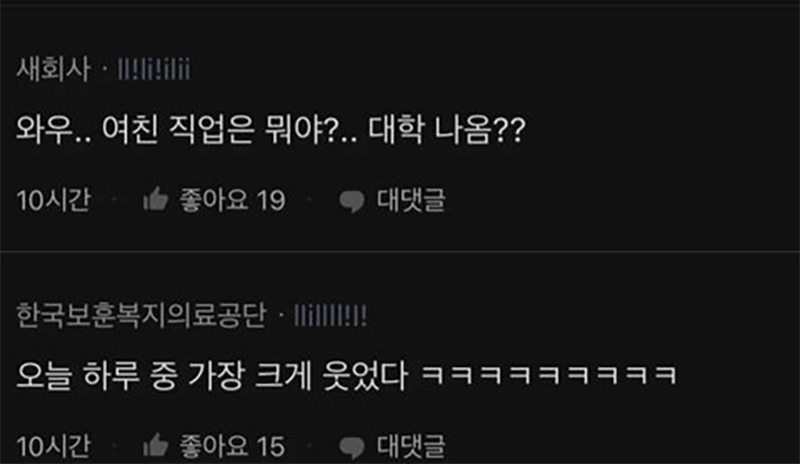 새회사 · ll!li!ilii
와우.. 여친 직업은 뭐야?.. 대학 나옴??
10시간 · 좋아요 19 · 대댓글
한국보훈복지의료공단 · llillll!!!
오늘 하루 중 가장 크게 웃었다 ㅋㅋㅋㅋㅋㅋㅋㅋㅋ
10시간 · 좋아요 15 · 대댓글